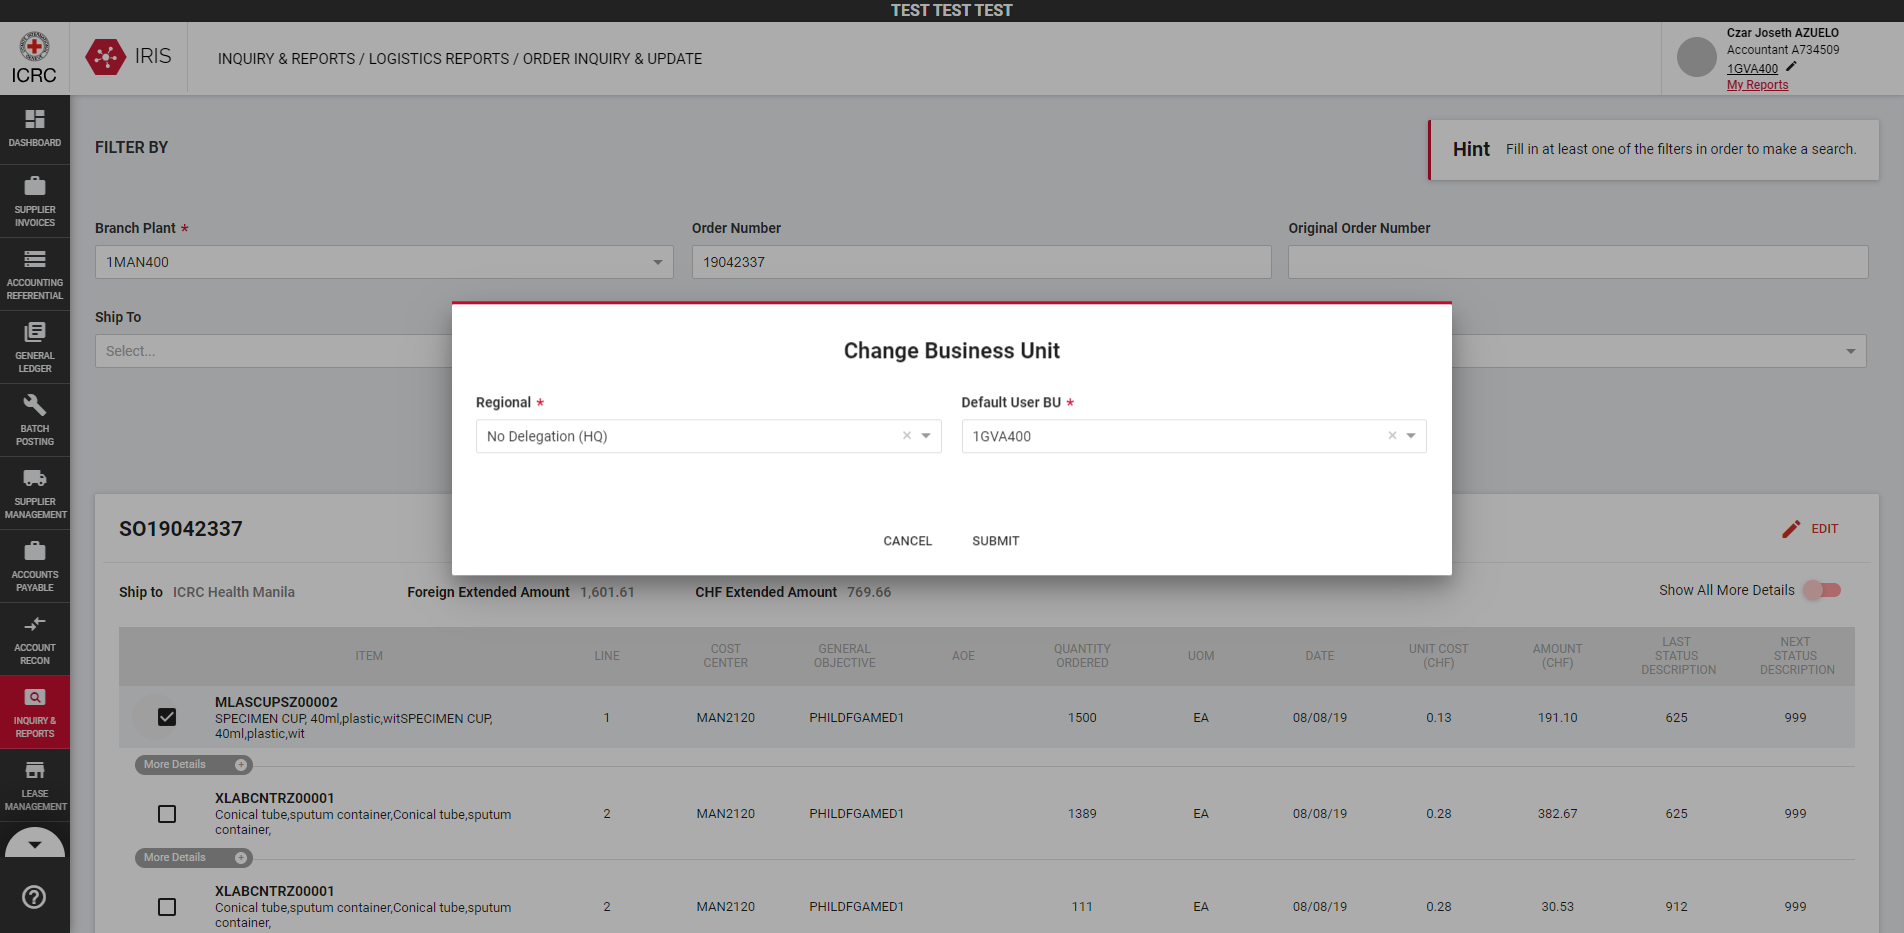 TEST TEST TEST
ICRC
IRIS
INQUIRY & REPORTS / LOGISTICS REPORTS / ORDER INQUIRY & UPDATE
Czar Joseth AZUELO
Accountant A734509
1GVA400
My Reports
DASHBOARD
SUPPLIER
INVOICES
ACCOUNTING
REFERENTIAL
GENERAL
LEDGER
BATCH
POSTING
SUPPLIER
MANAGEMENT
ACCOUNTS
PAYABLE
ACCOUNT
RECON
INQUIRY &
REPORTS
LEASE
MANAGEMENT
FILTER BY
Hint Fill in at least one of the filters in order to make a search.
Branch Plant * Order Number Original Order Number
1MAN400 19042337
Ship To
Select...
Change Business Unit
Regional * Default User BU *
No Delegation (HQ) × 1GVA400 ×
CANCEL SUBMIT
SO19042337 EDIT
Ship to ICRC Health Manila Foreign Extended Amount 1,601.61 CHF Extended Amount 769.66 Show All More Details
ITEM LINE COST CENTER GENERAL OBJECTIVE AOE QUANTITY ORDERED UOM DATE UNIT COST (CHF) AMOUNT (CHF) LAST STATUS DESCRIPTION NEXT STATUS DESCRIPTION
MLASCUPSZ00002
SPECIMEN CUP, 40ml,plastic,witSPECIMEN CUP, 1 MAN2120 PHILDFGAMED1 1500 EA 08/08/19 0.13 191.10 625 999
40ml,plastic,wit
More Details
XLABCNTRZ00001
Conical tube,sputum container,Conical tube,sputum 2 MAN2120 PHILDFGAMED1 1389 EA 08/08/19 0.28 382.67 625 999
container,
More Details
XLABCNTRZ00001
Conical tube,sputum container,Conical tube,sputum 2 MAN2120 PHILDFGAMED1 111 EA 08/08/19 0.28 30.53 912 999
container,